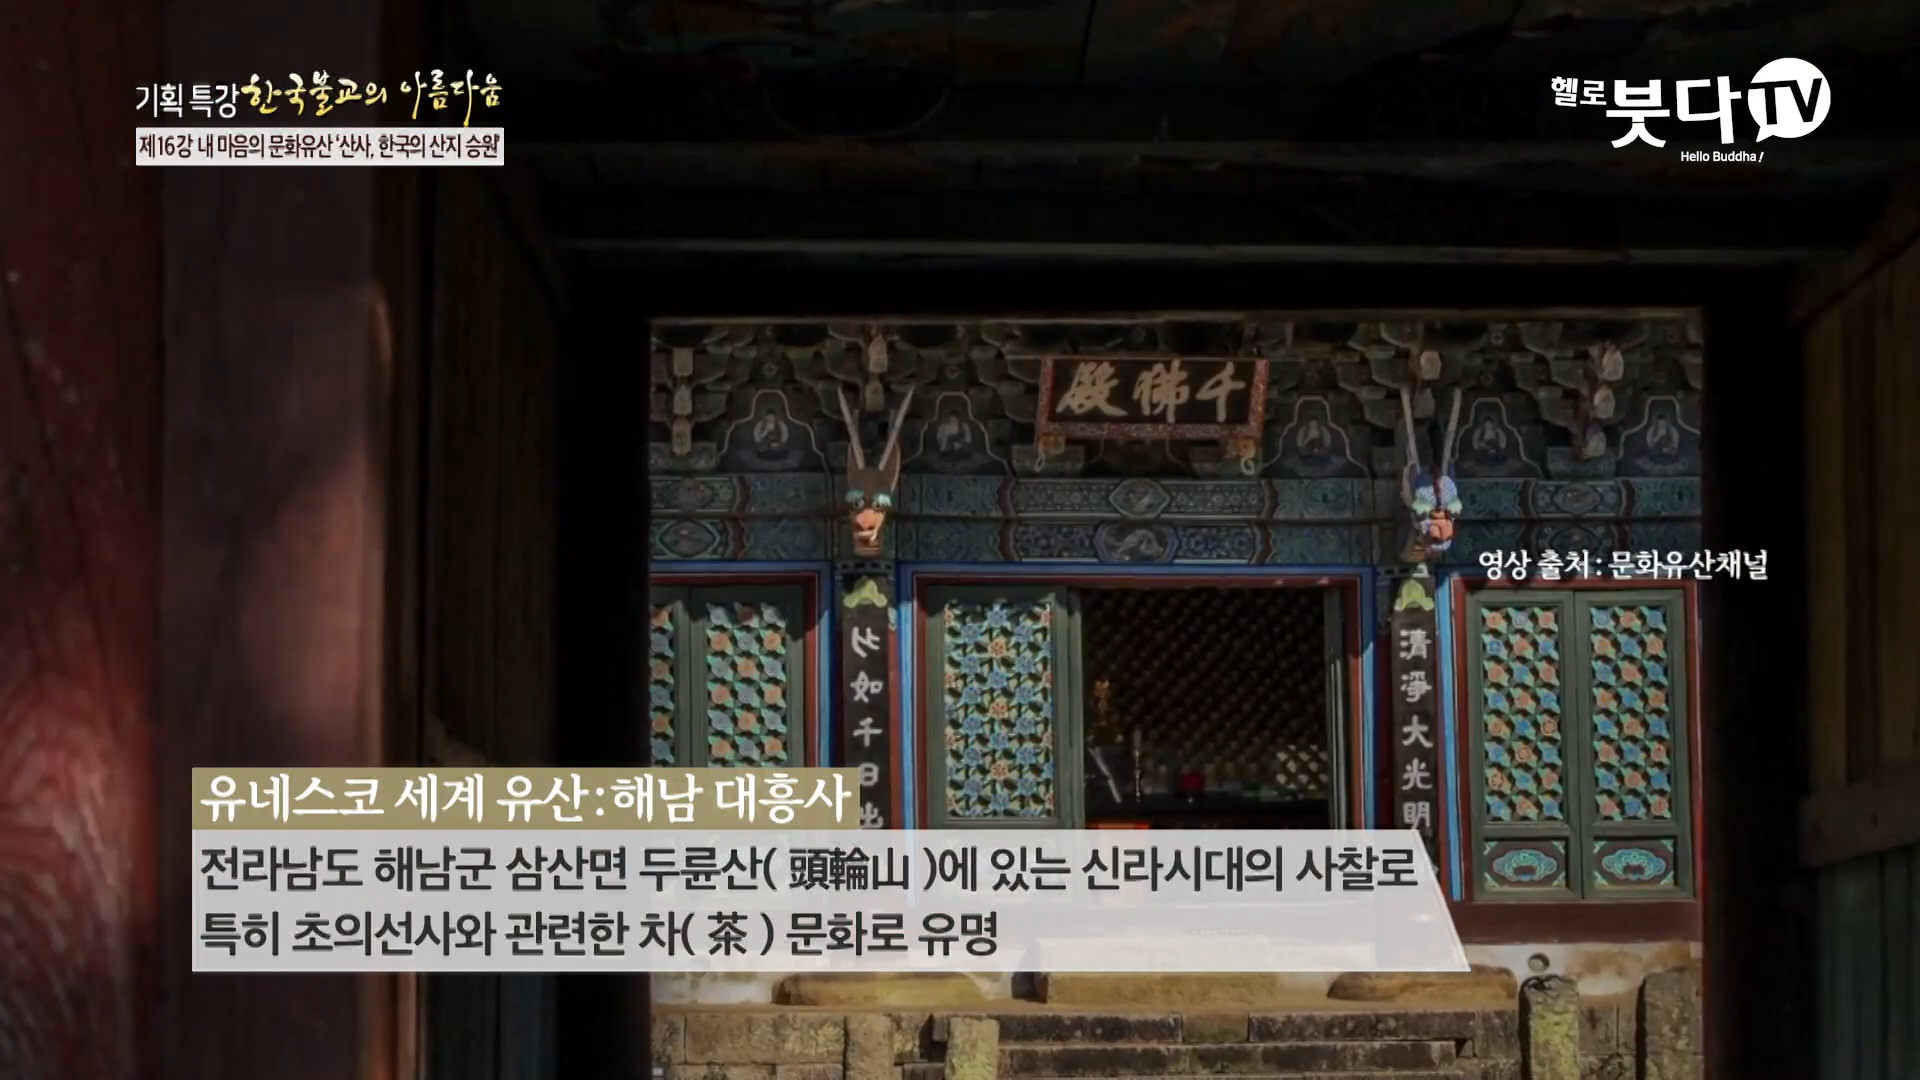 기획 특강 한국불교의 아름다움
제16강 내 마음의 문화유산 '산사, 한국의 산지 승원'
헬로붓다TV
Hello Buddha!
殿佛千
영상 출처 : 문화유산채널
如千日出
清淨大光明
유네스코 세계 유산 : 해남 대흥사
전라남도 해남군 삼산면 두륜산( 頭輪山 )에 있는 신라시대의 사찰로
특히 초의선사와 관련한 차( 茶 ) 문화로 유명